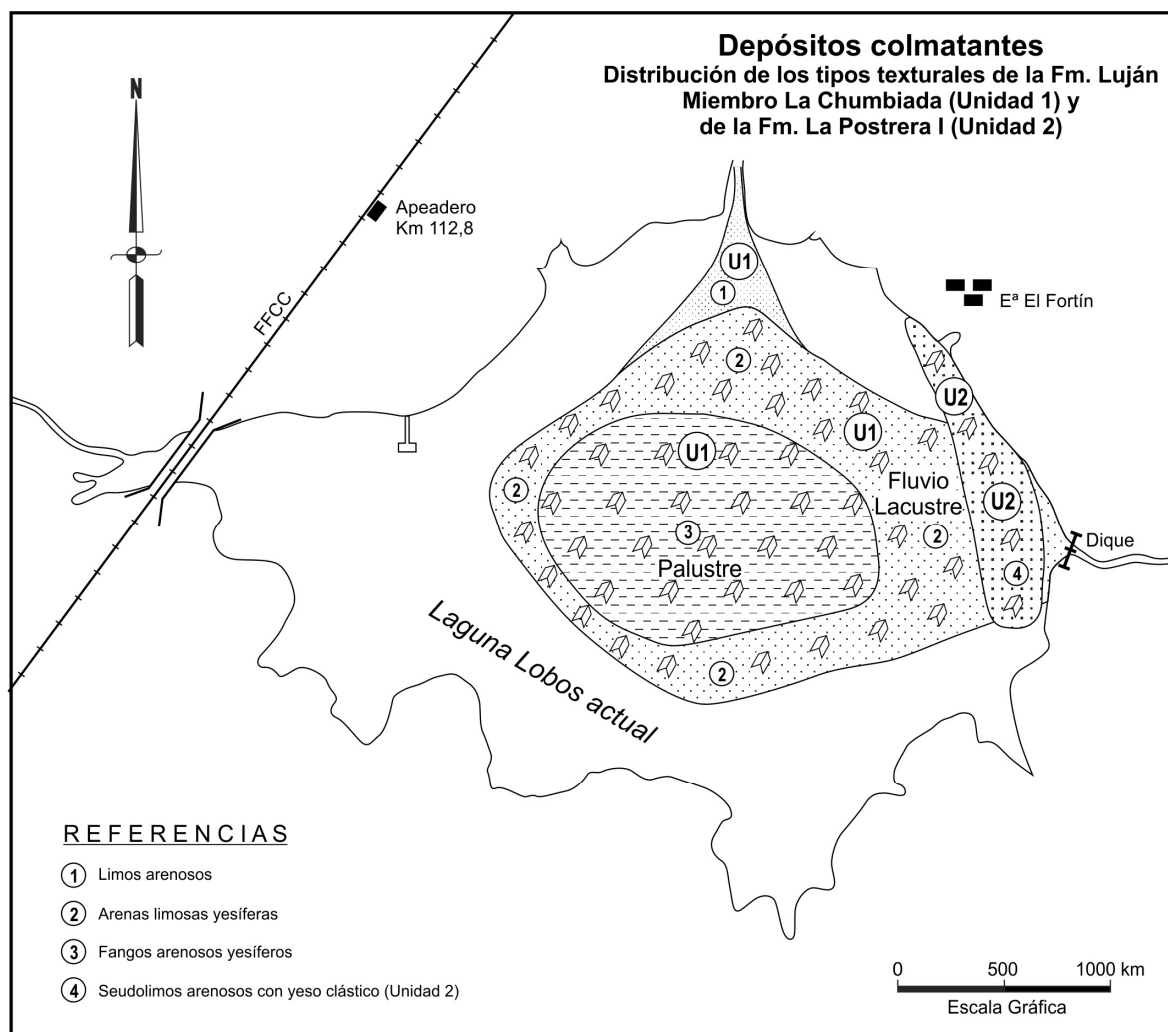 Depósitos colmatantes
Distribución de los tipos texturales de la Fm. Luján
Miembro La Chumbiada (Unidad 1) y
de la Fm. La Postrera I (Unidad 2)
N
Apeadero
Km 112,8
FFCC
U1
1
Eª El Fortín
2
U2
U1
U1
Fluvio
Lacustre
2
U2
2
3
Palustre
Dique
4
2
Laguna Lobos actual
REFERENCIAS
1 Limos arenosos
2 Arenas limosas yesíferas
3 Fangos arenosos yesíferos
4 Seudolimos arenosos con yeso clástico (Unidad 2)
0 500 1000 km
Escala Gráfica